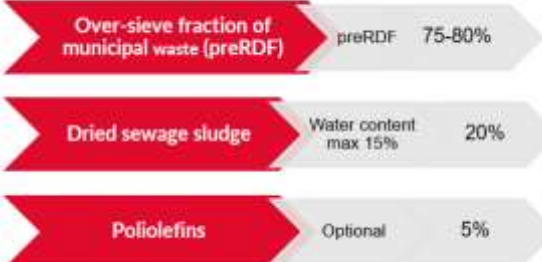 Over-sieve fraction of
municipal waste (preRDF)
preRDF 75-80%
Dried sewage sludge
Water content
max 15%
20%
Poliolefins
Optional
5%